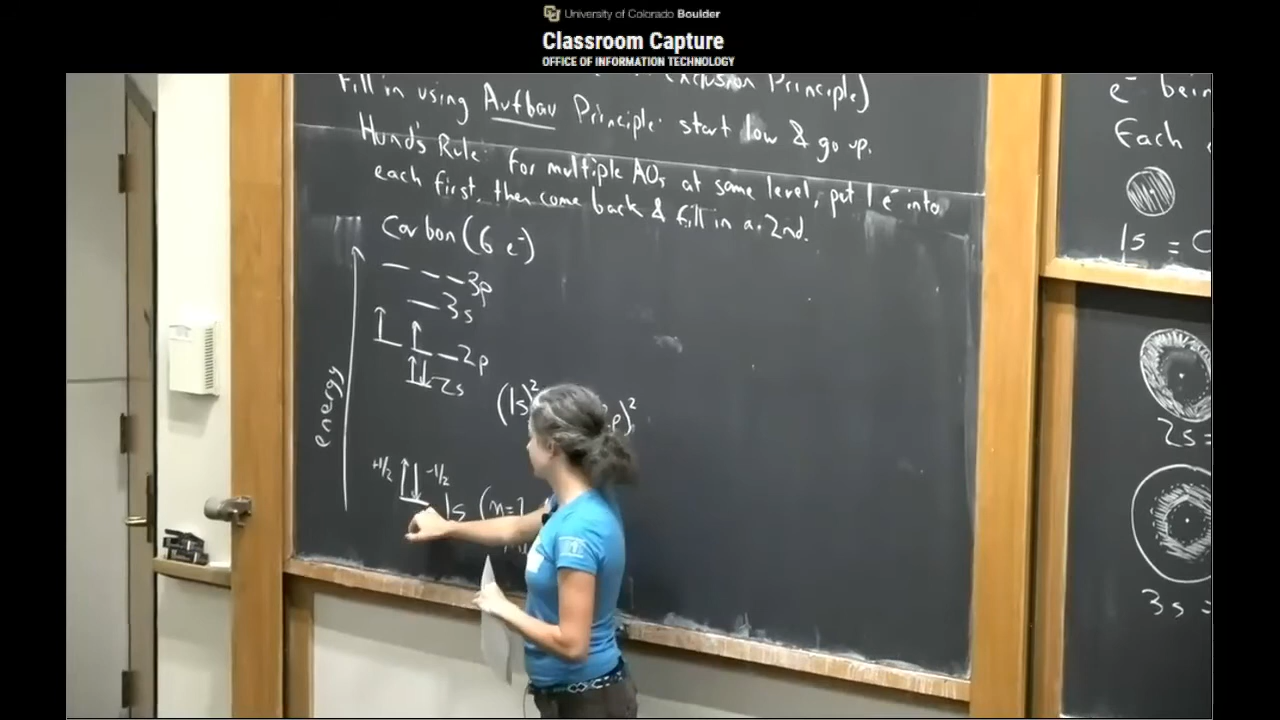 University of Colorado Boulder
Classroom Capture
OFFICE OF INFORMATION TECHNOLOGY
Exclusion Principle)
Fill in using Aufbau Principle: start low & go up.
Hund's Rule: For multiple AOs at same level, put 1 e- into
each first, then come back & fill in a 2nd.
Carbon (6 e-)
3p
3s
2p
2s
energy
(1s)²
p)²
+1/2
-1/2
1s (n=1
e- bein
Each
1s = C
2s=
3s =